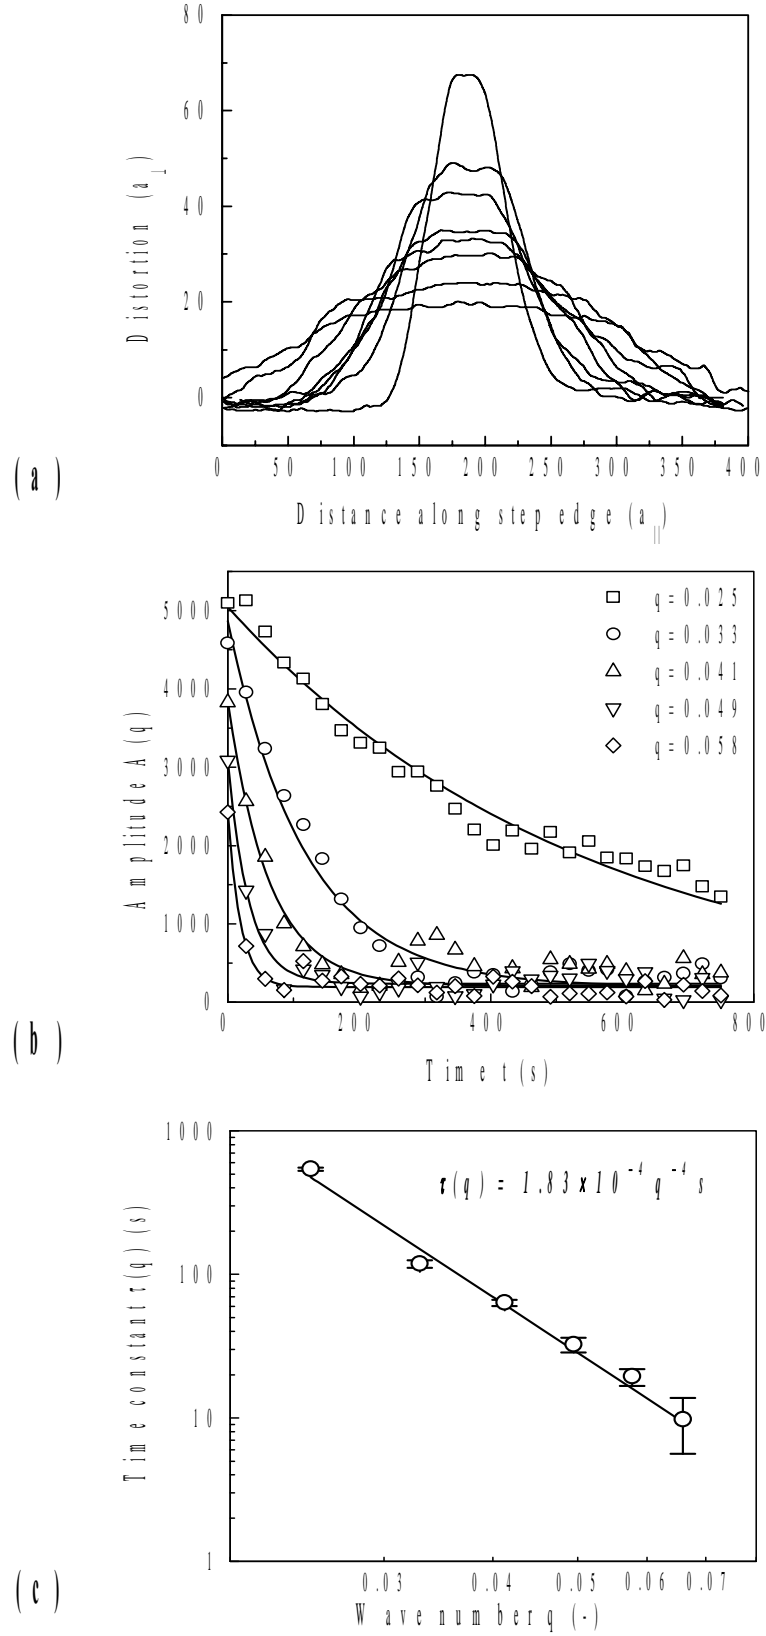 80
60
40
20
0
Distortion (a⊥)
0 50 100 150 200 250 300 350 400
Distance along step edge (a||)
(a)
5000
4000
3000
2000
1000
0
Amplitude A(q)
q=0.025
q=0.033
q=0.041
q=0.049
q=0.058
0 200 400 600 800
Time t (s)
(b)
1000
100
10
1
Time constant τ(q) (s)
τ(q) = 1.83×10⁻⁴ q⁻⁴ s
0.03 0.04 0.05 0.06 0.07
Wave number q (-)
(c)